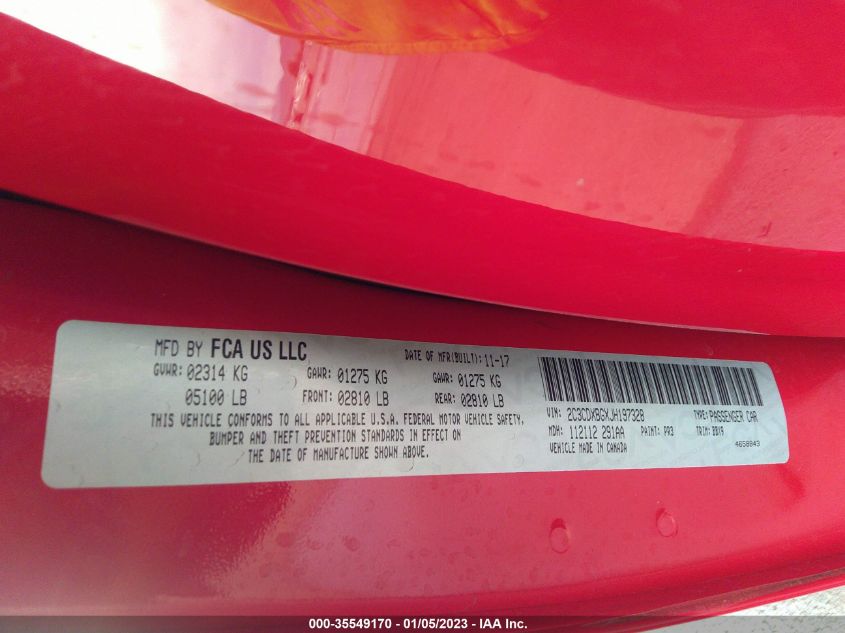 MFD BY FCA US LLC
DATE OF MFR(BUILT): 11-17
GVWR: 02314 KG GAWR: 01275 KG GAWR: 01275 KG
05100 LB FRONT: 02810 LB REAR: 02810 LB
THIS VEHICLE CONFORMS TO ALL APPLICABLE U.S.A. FEDERAL MOTOR VEHICLE SAFETY,
BUMPER AND THEFT PREVENTION STANDARDS IN EFFECT ON
THE DATE OF MANUFACTURE SHOWN ABOVE.
VIN: 2C3CDXBGXJH197328 TYPE: PASSENGER CAR
MDH: 112112 291AA PAINT: PR3 TRIM: B819
VEHICLE MADE IN CANADA 4658843
000-35549170 - 01/05/2023 - IAA Inc.